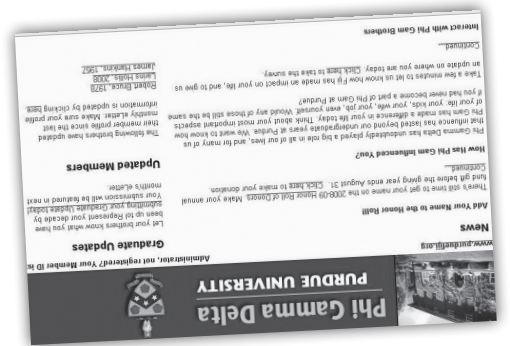 Phi Gamma Delta
PURDUE UNIVERSITY
www.purduefiji.org
Administrator, not registered? Your Member ID is
News
Add Your Name to the Honor Roll!
There's still time to get your name on the 2008-09 Honor Roll of Donors. Make your annual
fund gift before the giving year ends August 31. Click here to make your donation.
Continued...
How Has Phi Gam Influenced You?
Phi Gamma Delta has undoubtedly played a big role in all of our lives, and for many of us
that influence has lasted beyond our undergraduate years at Purdue. We want to know how
Phi Gam has made a difference in your life today. Think about your most important aspects
of your life: your kids, your wife, your job, even yourself. Would any of those still be the same
if you had never become a part of Phi Gam at Purdue?
Take a few minutes to let us know how Fiji has made an impact on your life, and to give us
an update on where you are today. Click here to take the survey.
Continued...
Interact with Phi Gam Brothers
Graduate Updates
Let your brothers know what you have
been up to Represent your decade by
submitting your Graduate Update today!
Your submission will be featured in next
month's eLetter.
Updated Members
The following brothers have updated
their member profile since the last
monthly eLetter. Make sure your profile
information is updated by clicking here.
Robert Bruce, 1970
Larins Hollis, 2008
James Hankins, 1957